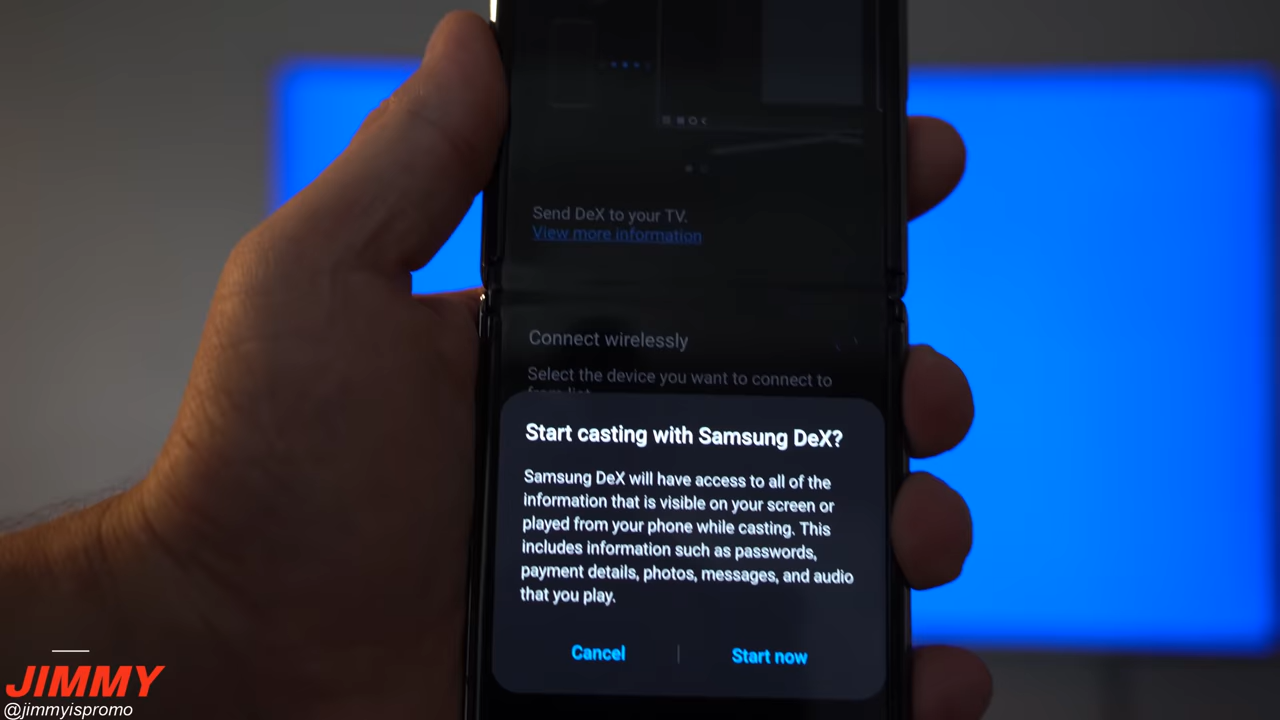 Send DeX to your TV.
View more information
Connect wirelessly
Select the device you want to connect to
from list
Start casting with Samsung DeX?
Samsung DeX will have access to all of the
information that is visible on your screen or
played from your phone while casting. This
includes information such as passwords,
payment details, photos, messages, and audio
that you play.
Cancel | Start now
JIMMY
@jimmyispromo